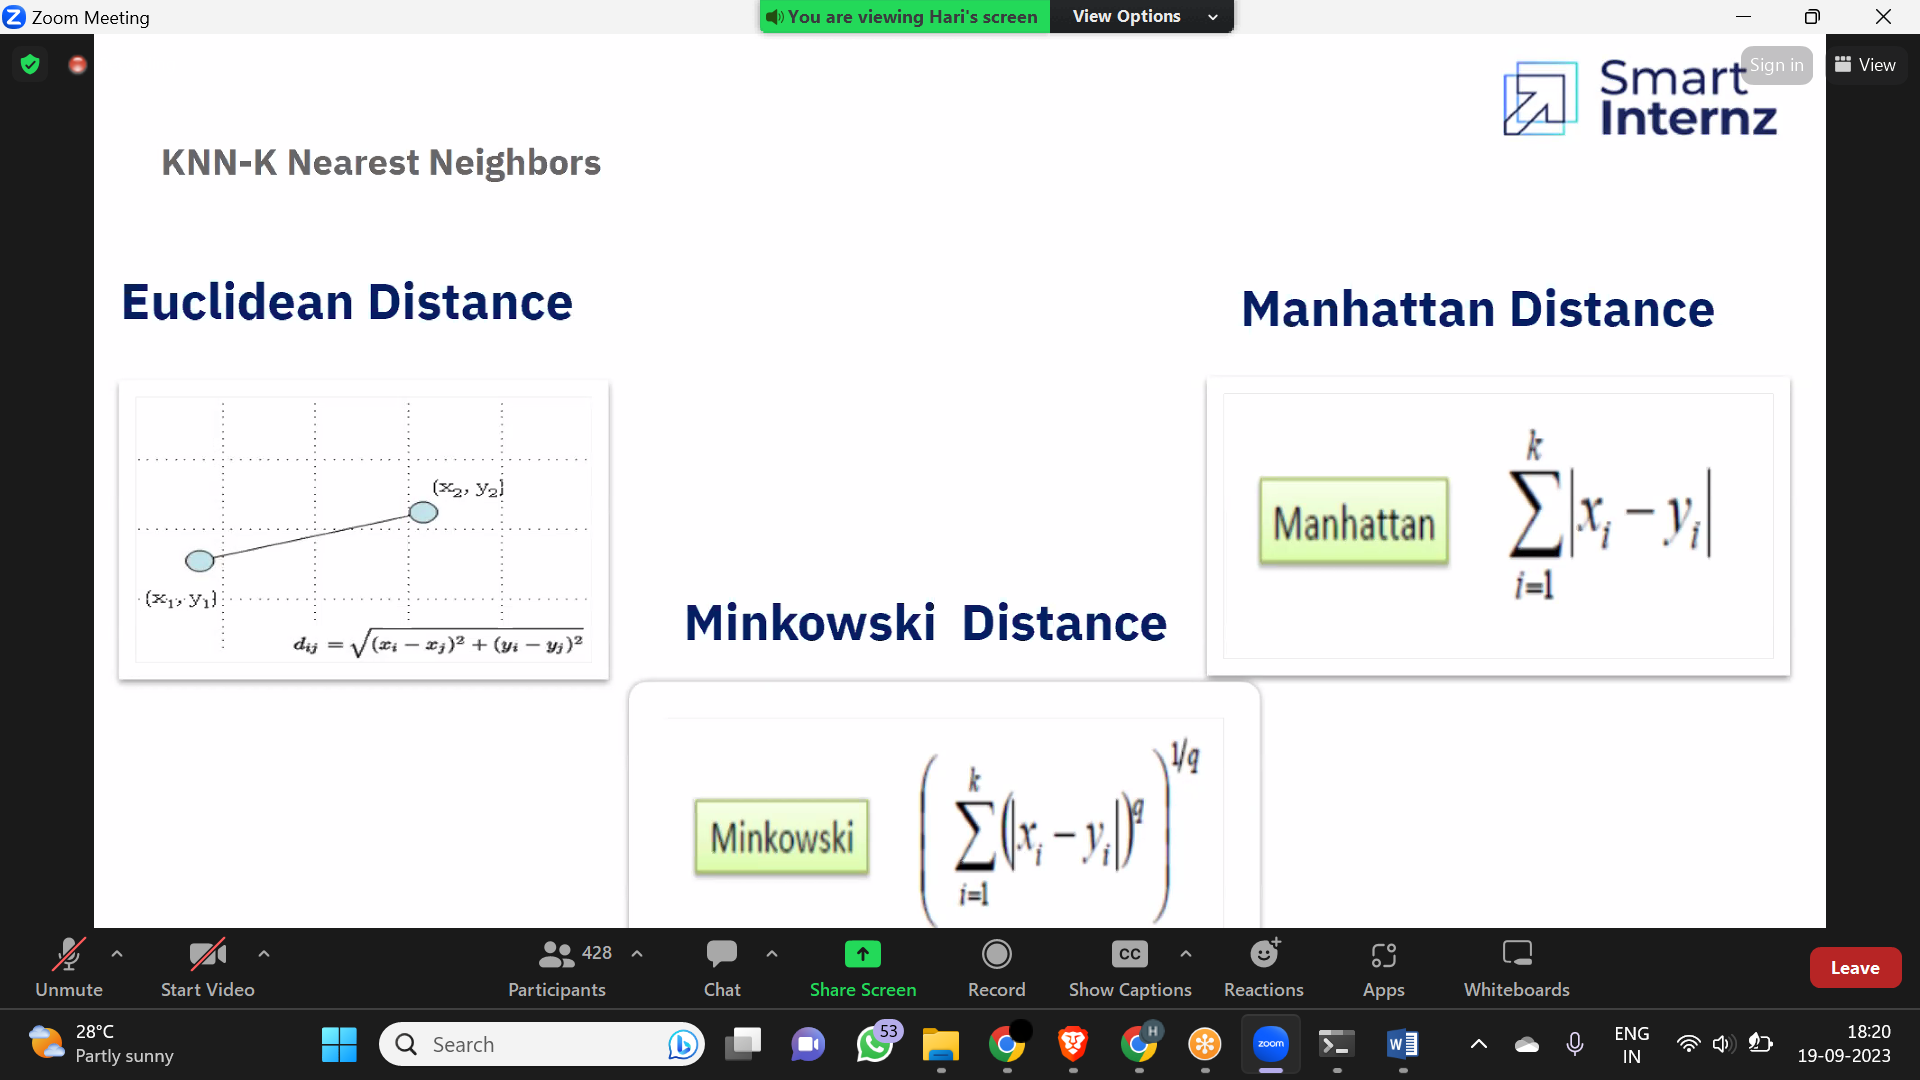 Zoom Meeting
You are viewing Hari's screen
View Options
Sign in
View
Smart
Internz
KNN-K Nearest Neighbors
Euclidean Distance
Manhattan Distance
(x₂, y₂)
(x₁, y₁)
dᵢⱼ = √(xᵢ − xⱼ)² + (yᵢ − yⱼ)²
Manhattan
k
∑|xᵢ − yᵢ|
i=1
Minkowski Distance
Minkowski
1/q
k
(∑(|xᵢ − yᵢ|)^q)
i=1
Unmute
Start Video
428
Participants
Chat
Share Screen
Record
CC
Show Captions
Reactions
Apps
Whiteboards
Leave
28°C
Partly sunny
Search
53
H
zoom
W
ENG
IN
18:20
19-09-2023